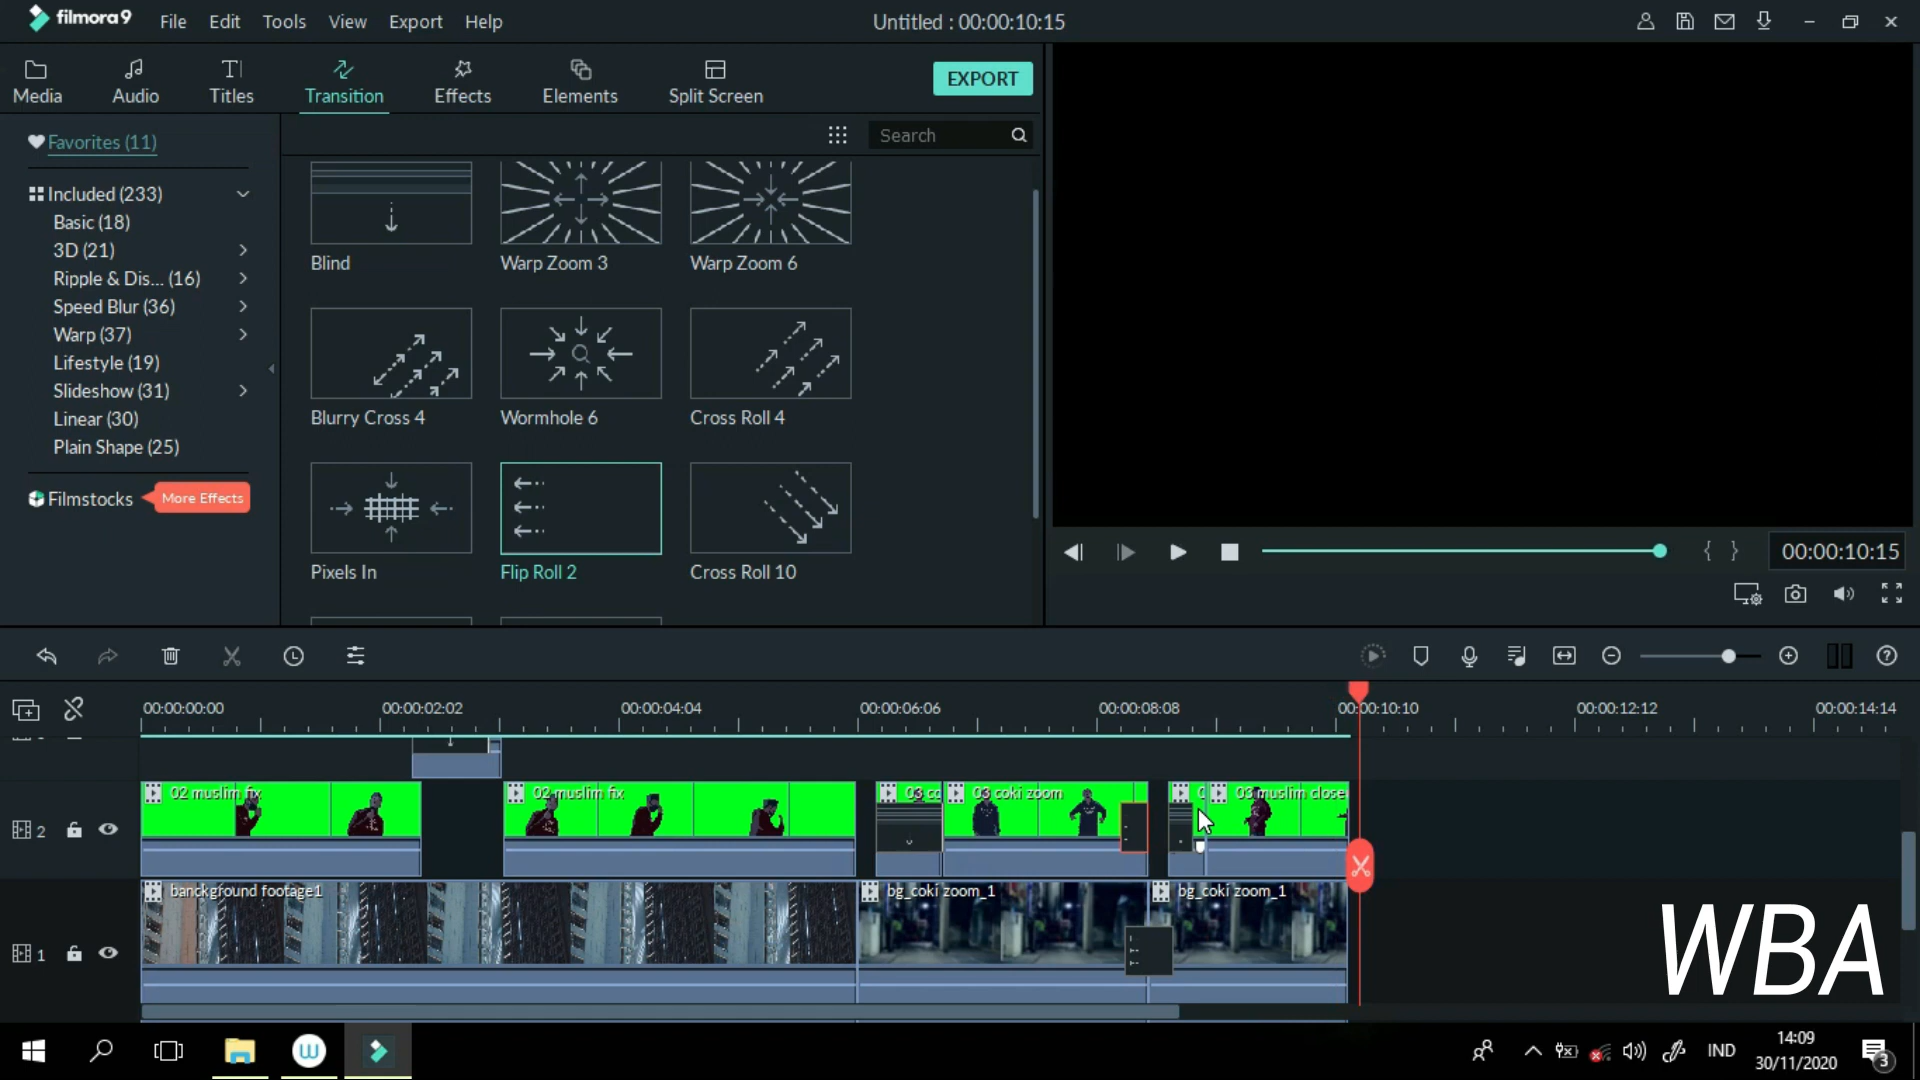 filmora9
File Edit Tools View Export Help
Untitled : 00:00:10:15
Media Audio Titles Transition Effects Elements Split Screen
EXPORT
Favorites (11)
Search
Included (233)
Basic (18)
3D (21)
Ripple & Dis... (16)
Speed Blur (36)
Warp (37)
Lifestyle (19)
Slideshow (31)
Linear (30)
Plain Shape (25)
Filmstocks More Effects
Blind Warp Zoom 3 Warp Zoom 6
Blurry Cross 4 Wormhole 6 Cross Roll 4
Pixels In Flip Roll 2 Cross Roll 10
00:00:10:15
00:00:00:00 00:00:02:02 00:00:04:04 00:00:06:06 00:00:08:08 00:00:10:10 00:00:12:12 00:00:14:14
2
02 muslim fix 02 muslim fix 03 co 03 coki zoom 03 muslim close
1
banckground footage1 bg_coki zoom_1 bg_coki zoom_1
WBA
IND
14:09
30/11/2020
3